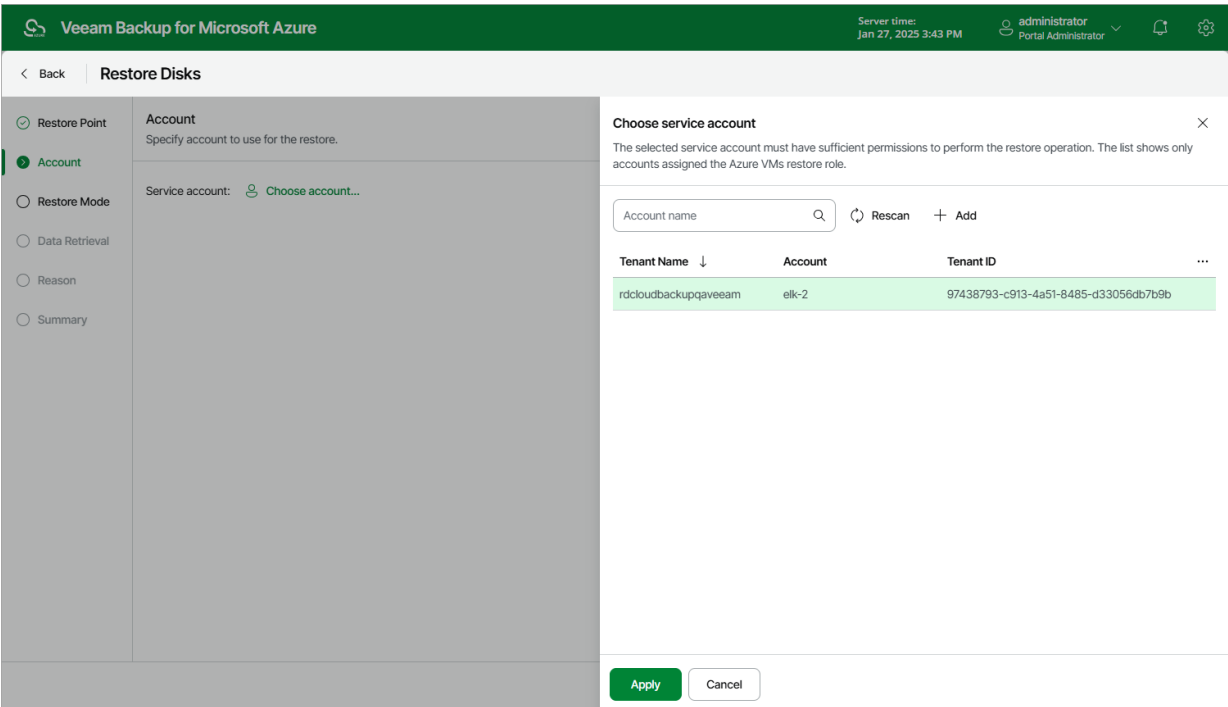 Veeam Backup for Microsoft Azure
Server time:
Jan 27, 2025 3:43 PM
administrator
Portal Administrator
Back
Restore Disks
Restore Point
Account
Restore Mode
Data Retrieval
Reason
Summary
Account
Specify account to use for the restore.
Service account: Choose account...
Choose service account
The selected service account must have sufficient permissions to perform the restore operation. The list shows only
accounts assigned the Azure VMs restore role.
Account name Rescan Add
Tenant Name Account Tenant ID ...
rdcloudbackupqaveeam elk-2 97438793-c913-4a51-8485-d33056db7b9b
Apply Cancel